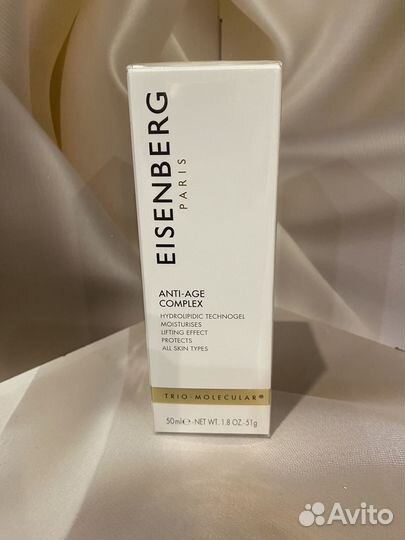 EISENBERG
PARIS
ANTI-AGE
COMPLEX
HYDROLIPIDIC TECHNOGEL
MOISTURISES
LIFTING EFFECT
PROTECTS
ALL SKIN TYPES
TRIO-MOLECULAR®
50ml℮-NET WT. 1.8 OZ-51g
Avito